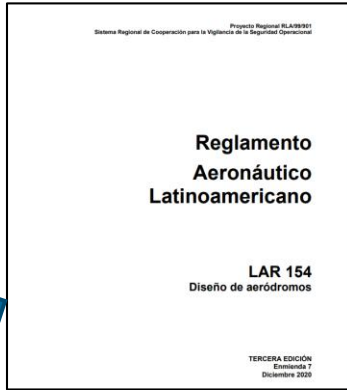 Proyecto Regional RLA/99/901
Sistema Regional de Cooperación para la Vigilancia de la Seguridad Operacional
Reglamento
Aeronáutico
Latinoamericano
LAR 154
Diseño de aeródromos
TERCERA EDICIÓN
Enmienda 7
Diciembre 2020